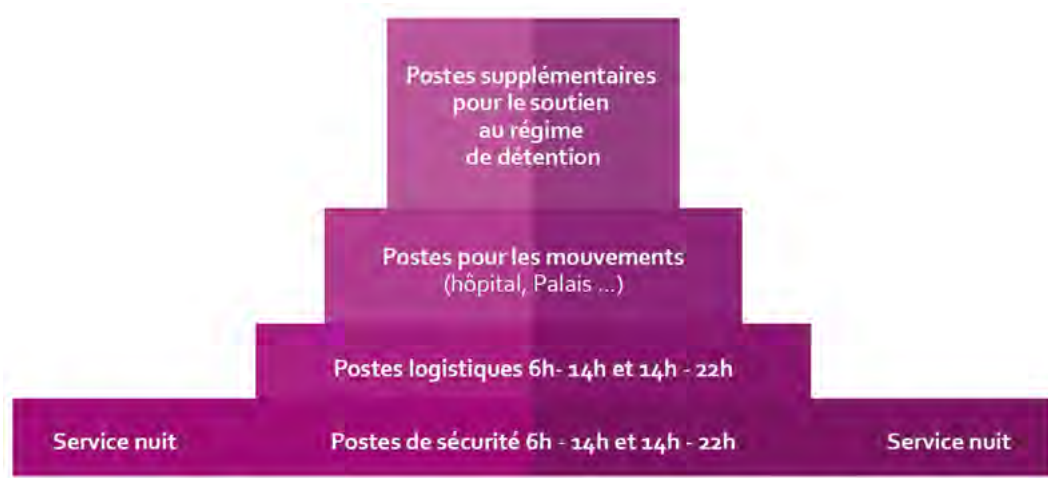 Postes supplémentaires
pour le soutien
au régime
de détention
Postes pour les mouvements
(hôpital, Palais ...)
Postes logistiques 6h- 14h et 14h - 22h
Service nuit
Postes de sécurité 6h - 14h et 14h - 22h
Service nuit